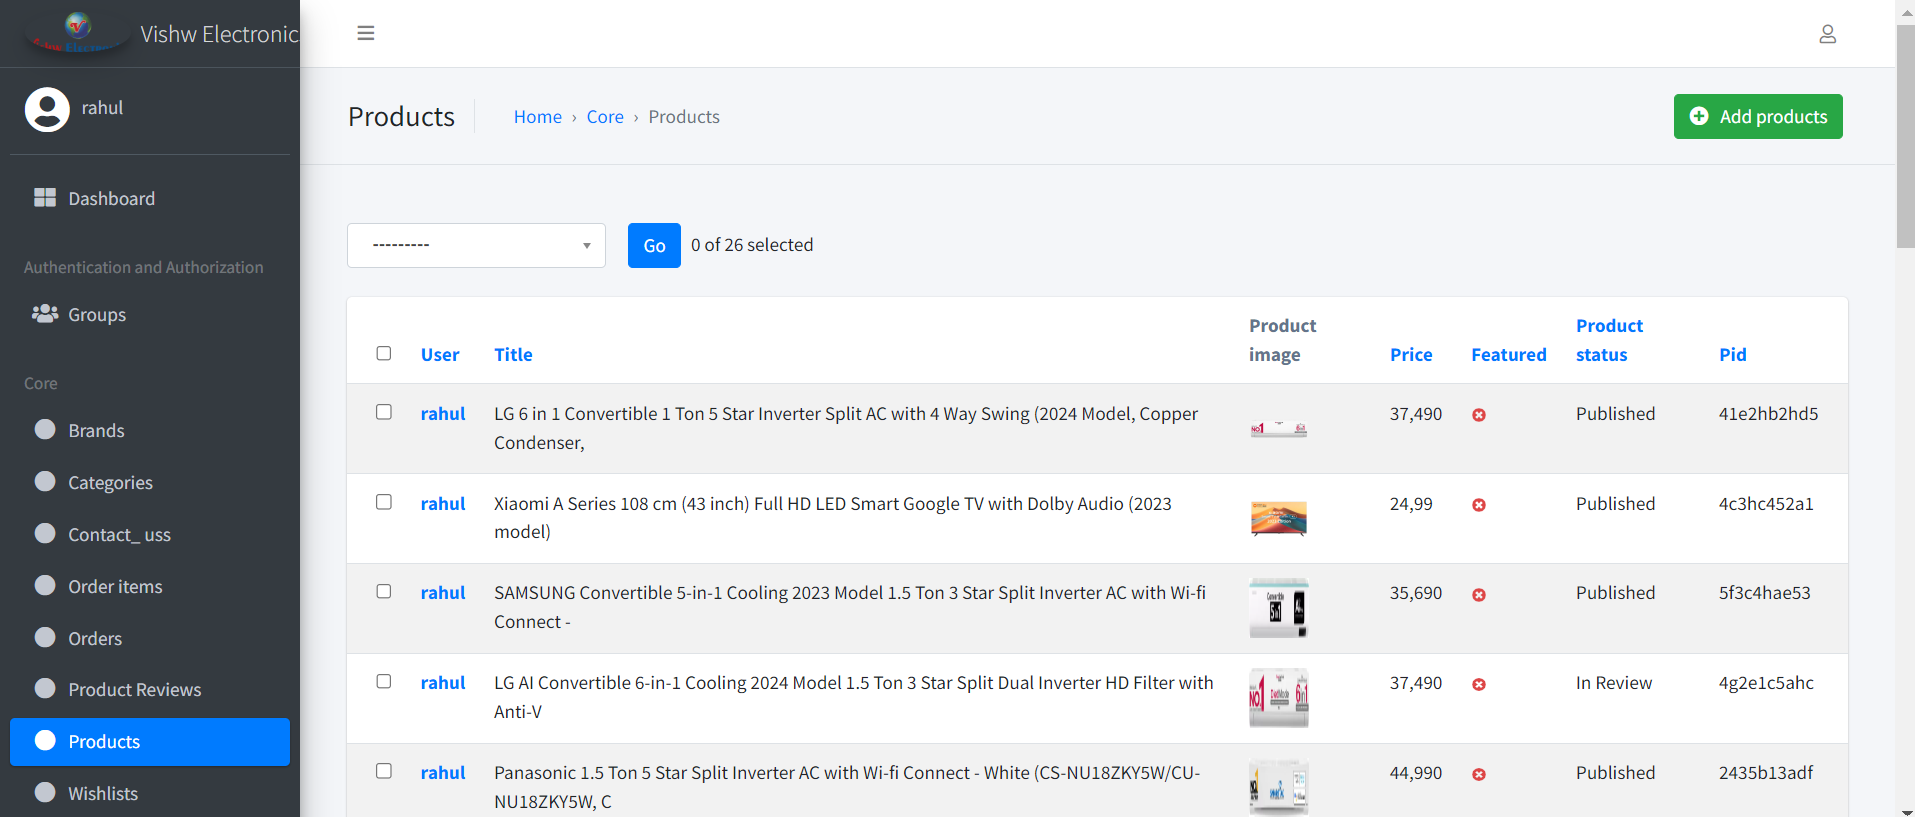 Vishw Electronic
rahul
Dashboard
Authentication and Authorization
Groups
Core
Brands
Categories
Contact_ uss
Order items
Orders
Product Reviews
Products
Wishlists
Products
Home › Core › Products
Add products
---------
Go
0 of 26 selected
User Title Product image Price Featured Product status Pid
rahul LG 6 in 1 Convertible 1 Ton 5 Star Inverter Split AC with 4 Way Swing (2024 Model, Copper 37,490 Published 41e2hb2hd5
Condenser,
rahul Xiaomi A Series 108 cm (43 inch) Full HD LED Smart Google TV with Dolby Audio (2023 24,99 Published 4c3hc452a1
model)
rahul SAMSUNG Convertible 5-in-1 Cooling 2023 Model 1.5 Ton 3 Star Split Inverter AC with Wi-fi 35,690 Published 5f3c4hae53
Connect -
rahul LG AI Convertible 6-in-1 Cooling 2024 Model 1.5 Ton 3 Star Split Dual Inverter HD Filter with 37,490 In Review 4g2e1c5ahc
Anti-V
rahul Panasonic 1.5 Ton 5 Star Split Inverter AC with Wi-fi Connect - White (CS-NU18ZKY5W/CU- 44,990 Published 2435b13adf
NU18ZKY5W, C